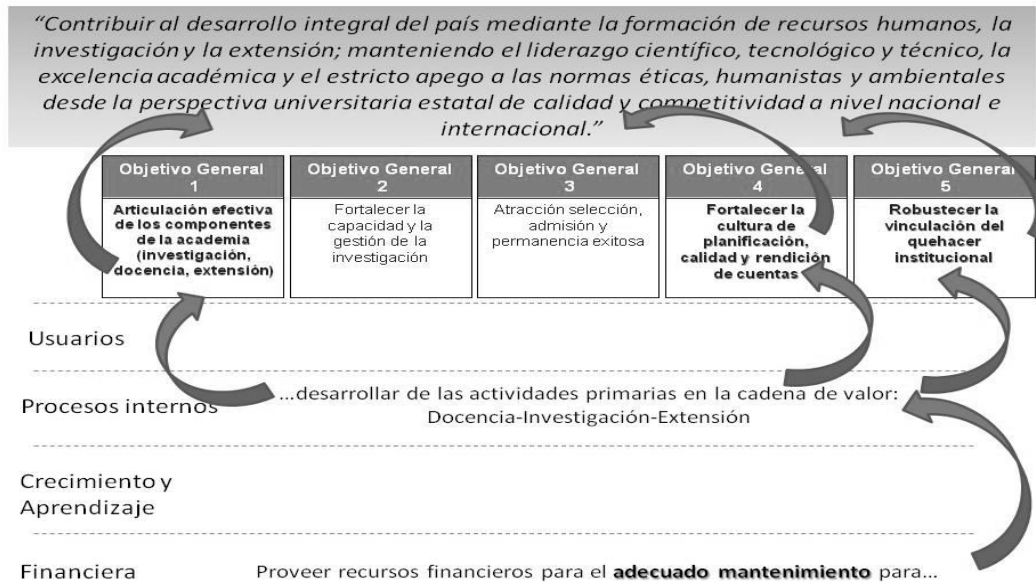 “Contribuir al desarrollo integral del país mediante la formación de recursos humanos, la
investigación y la extensión; manteniendo el liderazgo científico, tecnológico y técnico, la
excelencia académica y el estricto apego a las normas éticas, humanistas y ambientales
desde la perspectiva universitaria estatal de calidad y competitividad a nivel nacional e
internacional.”
Objetivo General
1
Articulación efectiva
de los componentes
de la academia
(investigación,
docencia, extensión)
Objetivo General
2
Fortalecer la
capacidad y la
gestión de la
investigación
Objetivo General
3
Atracción selección,
admisión y
permanencia exitosa
Objetivo General
4
Fortalecer la
cultura de
planificación,
calidad y rendición
de cuentas
Objetivo General
5
Robustecer la
vinculación del
quehacer
institucional
Usuarios
Procesos internos
...desarrollar de las actividades primarias en la cadena de valor:
Docencia-Investigación-Extensión
Crecimiento y
Aprendizaje
Financiera
Proveer recursos financieros para el adecuado mantenimiento para...